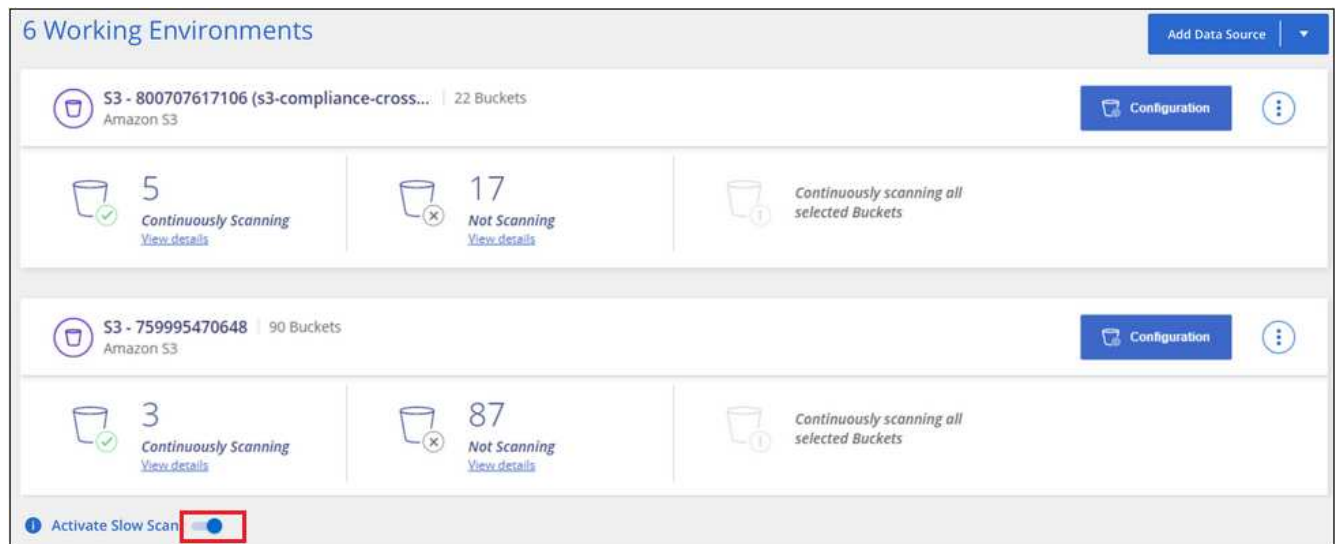 6 Working Environments
Add Data Source
S3 - 800707617106 (s3-compliance-cross... 22 Buckets
Amazon S3
Configuration
5
Continuously Scanning
View details
17
Not Scanning
View details
Continuously scanning all
selected Buckets
S3 - 759995470648 90 Buckets
Amazon S3
Configuration
3
Continuously Scanning
View details
87
Not Scanning
View details
Continuously scanning all
selected Buckets
Activate Slow Scan